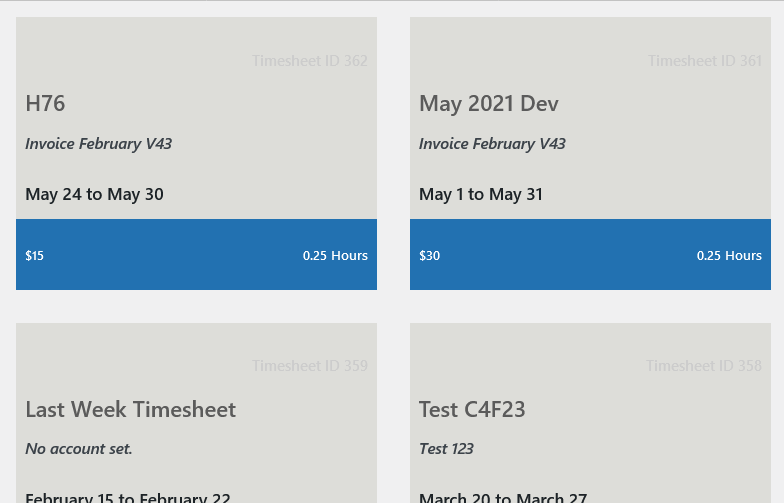 Timesheet ID 362
H76
Invoice February V43
May 24 to May 30
$15 0.25 Hours
Timesheet ID 361
May 2021 Dev
Invoice February V43
May 1 to May 31
$30 0.25 Hours
Timesheet ID 359
Last Week Timesheet
No account set.
February 15 to February 22
Timesheet ID 358
Test C4F23
Test 123
March 20 to March 27